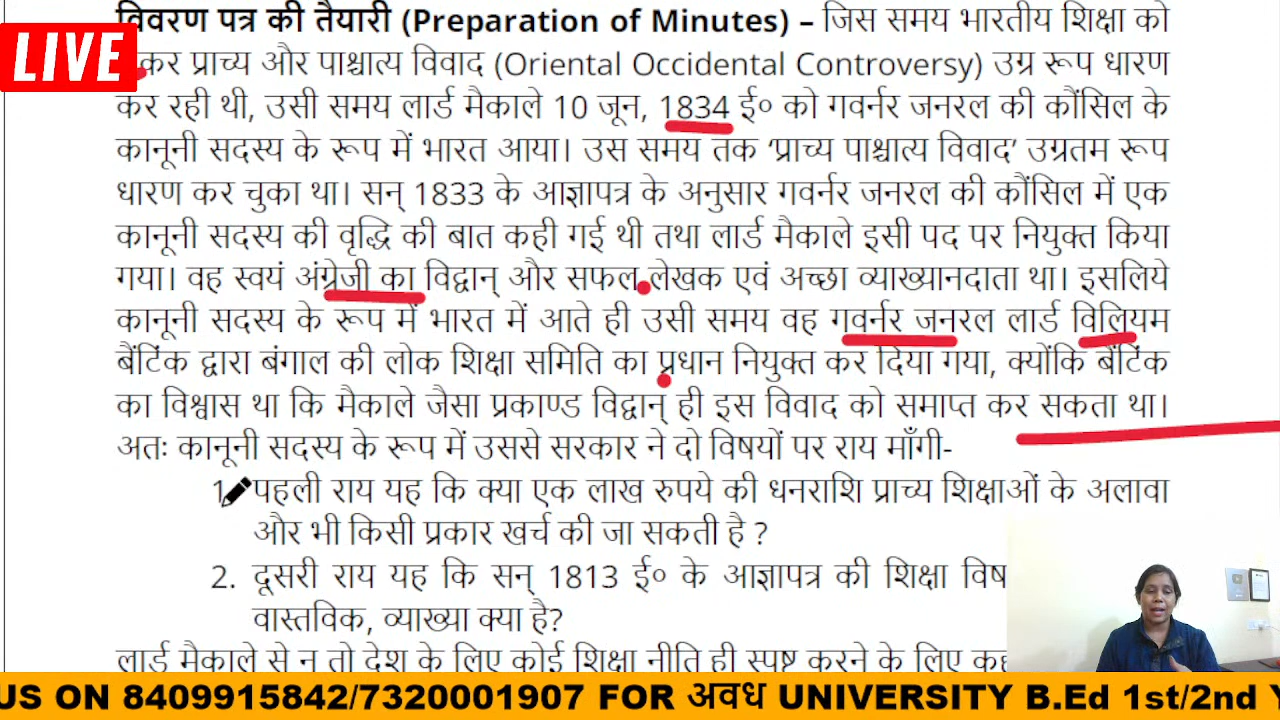 विवरण पत्र की तैयारी (Preparation of Minutes) – जिस समय भारतीय शिक्षा को
LIVE
कर प्राच्य और पाश्चात्य विवाद (Oriental Occidental Controversy) उग्र रूप धारण
कर रही थी, उसी समय लार्ड मैकाले 10 जून, 1834 ई० को गवर्नर जनरल की कौंसिल के
कानूनी सदस्य के रूप में भारत आया। उस समय तक ‘प्राच्य पाश्चात्य विवाद’ उग्रतम रूप
धारण कर चुका था। सन् 1833 के आज्ञापत्र के अनुसार गवर्नर जनरल की कौंसिल में एक
कानूनी सदस्य की वृद्धि की बात कही गई थी तथा लार्ड मैकाले इसी पद पर नियुक्त किया
गया। वह स्वयं अंग्रेजी का विद्वान् और सफल लेखक एवं अच्छा व्याख्यानदाता था। इसलिये
कानूनी सदस्य के रूप में भारत में आते ही उसी समय वह गवर्नर जनरल लार्ड विलियम
बैंटिंक द्वारा बंगाल की लोक शिक्षा समिति का प्रधान नियुक्त कर दिया गया, क्योंकि बैंटिंक
का विश्वास था कि मैकाले जैसा प्रकाण्ड विद्वान् ही इस विवाद को समाप्त कर सकता था।
अतः कानूनी सदस्य के रूप में उससे सरकार ने दो विषयों पर राय माँगी-
1 पहली राय यह कि क्या एक लाख रुपये की धनराशि प्राच्य शिक्षाओं के अलावा
और भी किसी प्रकार खर्च की जा सकती है ?
2. दूसरी राय यह कि सन् 1813 ई० के आज्ञापत्र की शिक्षा विष
वास्तविक, व्याख्या क्या है?
लार्ड मैकाले से न तो देश के लिए कोई शिक्षा नीति ही स्पष्ट करने के लिए कह
US ON 8409915842/7320001907 FOR अवध UNIVERSITY B.Ed 1st/2nd Y